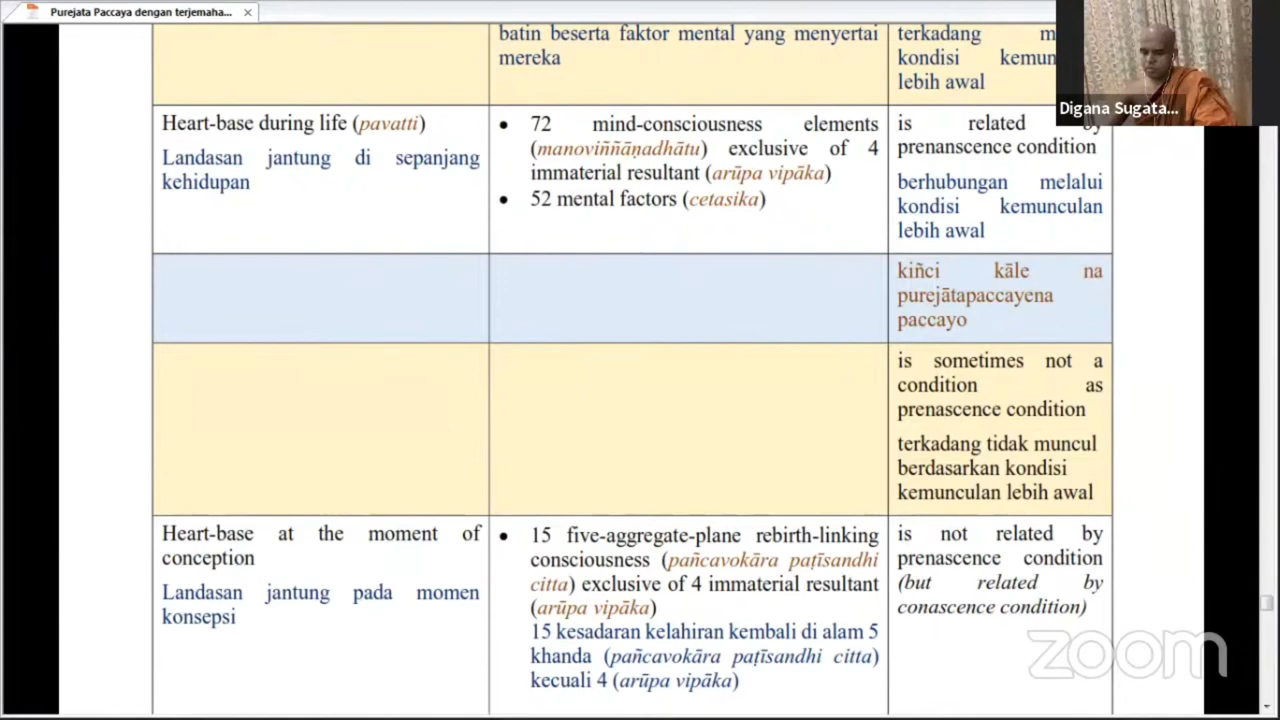 Purejata Paccaya dengan terjemaha...
batin beserta faktor mental yang menyertai
mereka
terkadang
kondisi
lebih awal
Digana Sugata...
Heart-base during life (pavatti)
Landasan jantung di sepanjang
kehidupan
• 72 mind-consciousness elements
(manoviññāṇadhātu) exclusive of 4
immaterial resultant (arūpa vipāka)
• 52 mental factors (cetasika)
is related by
prenanscence condition
berhubungan melalui
kondisi kemunculan
lebih awal
kiñci kāle na
purejātapaccayena
paccayo
is sometimes not a
condition as
prenascence condition
terkadang tidak muncul
berdasarkan kondisi
kemunculan lebih awal
Heart-base at the moment of
conception
Landasan jantung pada momen
konsepsi
• 15 five-aggregate-plane rebirth-linking
consciousness (pañcavokāra paṭīsandhi
citta) exclusive of 4 immaterial resultant
(arūpa vipāka)
15 kesadaran kelahiran kembali di alam 5
khanda (pañcavokāra paṭīsandhi citta)
kecuali 4 (arūpa vipāka)
is not related by
prenascence condition
(but related by
conascence condition)
zoom